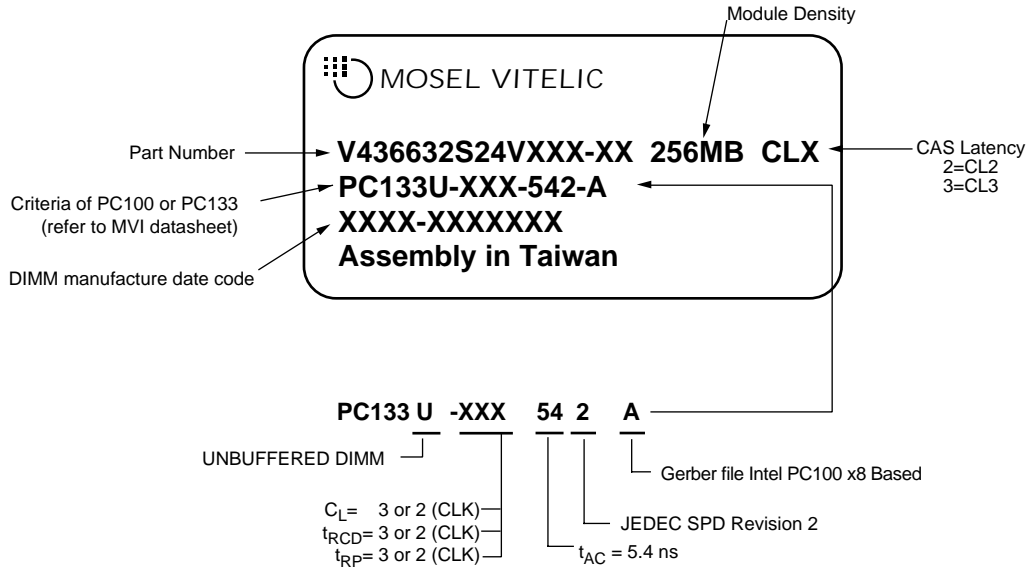 Module Density
MOSEL VITELIC
Part Number
V436632S24VXXX-XX 256MB CLX
CAS Latency
2=CL2
3=CL3
Criteria of PC100 or PC133
(refer to MVI datasheet)
PC133U-XXX-542-A
XXXX-XXXXXXX
DIMM manufacture date code
Assembly in Taiwan
PC133 U -XXX 54 2 A
UNBUFFERED DIMM
Gerber file Intel PC100 x8 Based
CL= 3 or 2 (CLK)
tRCD= 3 or 2 (CLK)
tRP= 3 or 2 (CLK)
JEDEC SPD Revision 2
tAC = 5.4 ns